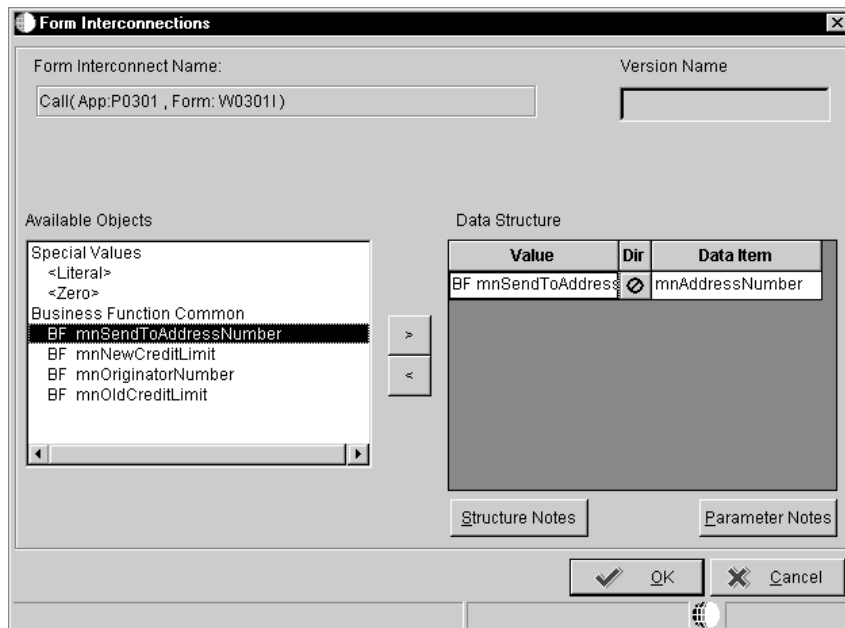 Form Interconnections
Form Interconnect Name:
Version Name
Call( App:P0301 , Form: W0301I )
Available Objects
Data Structure
Special Values
<Literal>
<Zero>
Business Function Common
BF mnSendToAddressNumber
BF mnNewCreditLimit
BF mnOriginatorNumber
BF mnOldCreditLimit
>
<
Value Dir Data Item
BF mnSendToAddress mnAddressNumber
Structure Notes
Parameter Notes
OK
Cancel